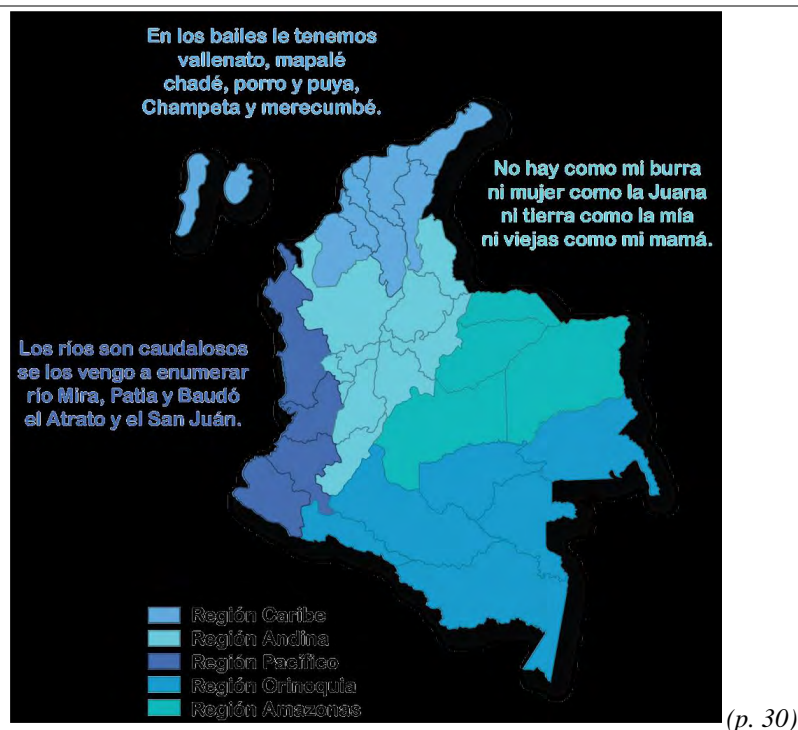 En los bailes le tenemos
vallenato, mapalé
chadé, porro y puya,
Champeta y merecumbé.
No hay como mi burra
ni mujer como la Juana
ni tierra como la mía
ni viejas como mi mamá.
Los ríos son caudalosos
se los vengo a enumerar
río Mira, Patia y Baudó
el Atrato y el San Juán.
Región Caribe
Región Andina
Región Pacífico
Región Orinoquia
Región Amazonas
(p. 30)